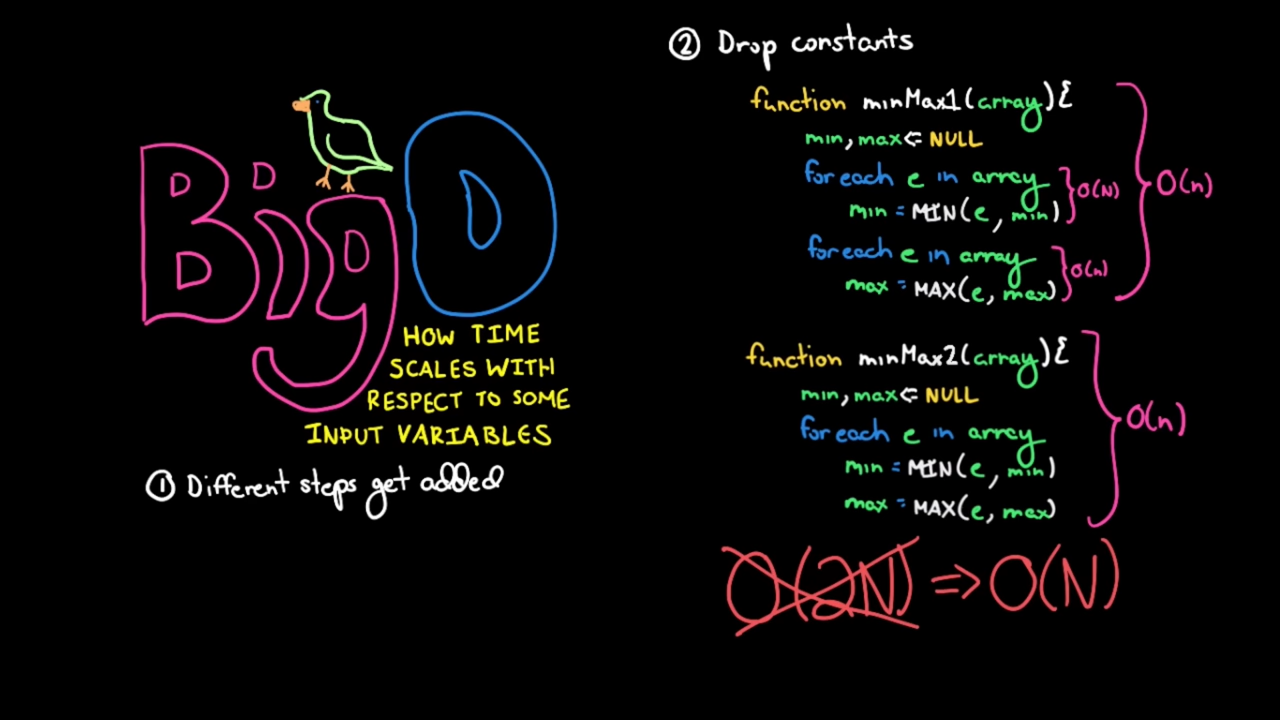 Big O
HOW TIME
SCALES WITH
RESPECT TO SOME
INPUT VARIABLES
① Different steps get added
② Drop constants
function minMax1(array){
min, max <= NULL
foreach e in array
min = MIN(e, min)
} O(N)
foreach e in array
max = MAX(e, max)
} O(n)
} O(n)
function minMax2(array){
min, max <= NULL
foreach e in array
min = MIN(e, min)
max = MAX(e, max)
} O(n)
O(2N) => O(N)